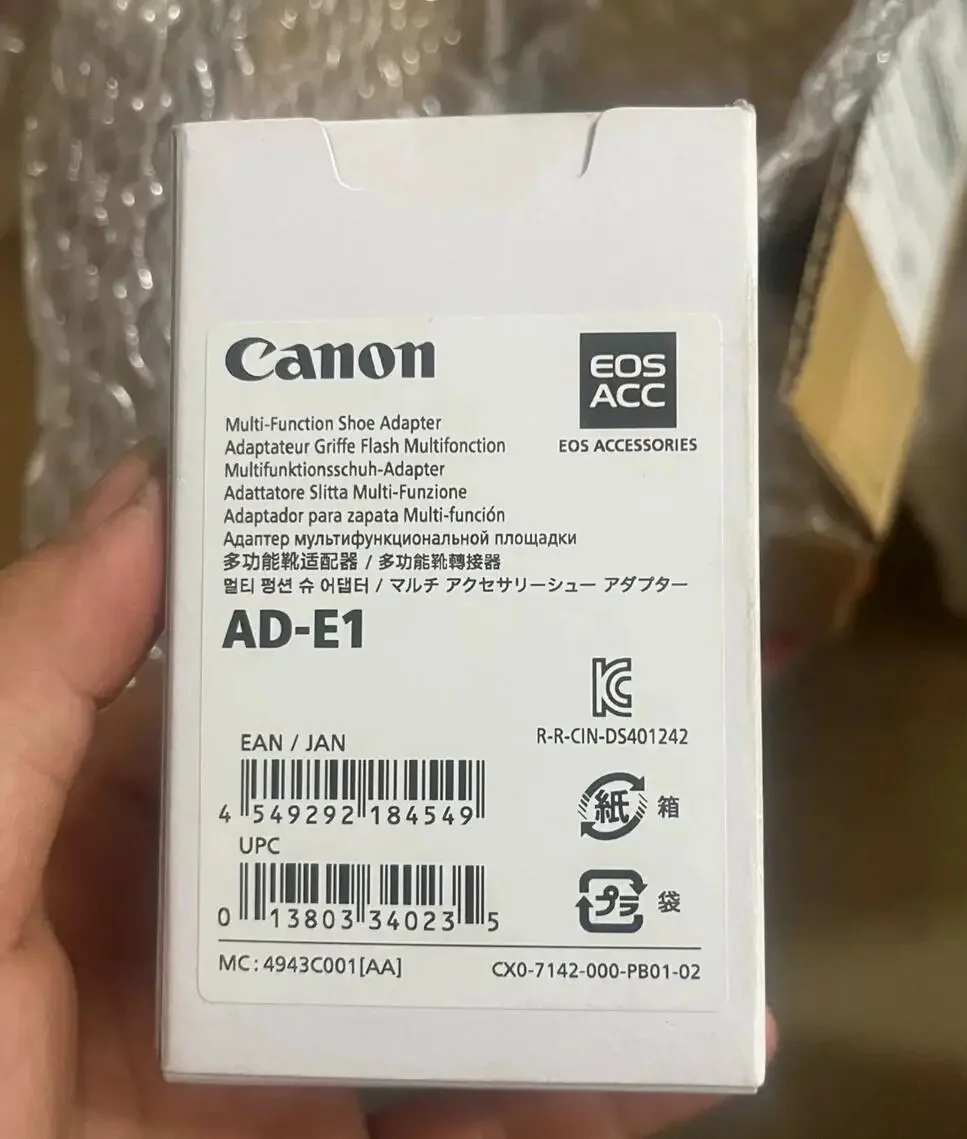 Canon
EOS
ACC
EOS ACCESSORIES
Multi-Function Shoe Adapter
Adaptateur Griffe Flash Multifonction
Multifunktionsschuh-Adapter
Adattatore Slitta Multi-Funzione
Adaptador para zapata Multi-función
Адаптер мультифункциональной площадки
多功能靴适配器 / 多功能靴轉接器
멀티 펑션 슈 어댑터 / マルチ アクセサリーシュー アダプター
AD-E1
R-R-CIN-DS401242
EAN / JAN
4 549292 184549
紙 箱
UPC
0 13803 34023 5
プラ 袋
MC: 4943C001[AA]
CX0-7142-000-PB01-02